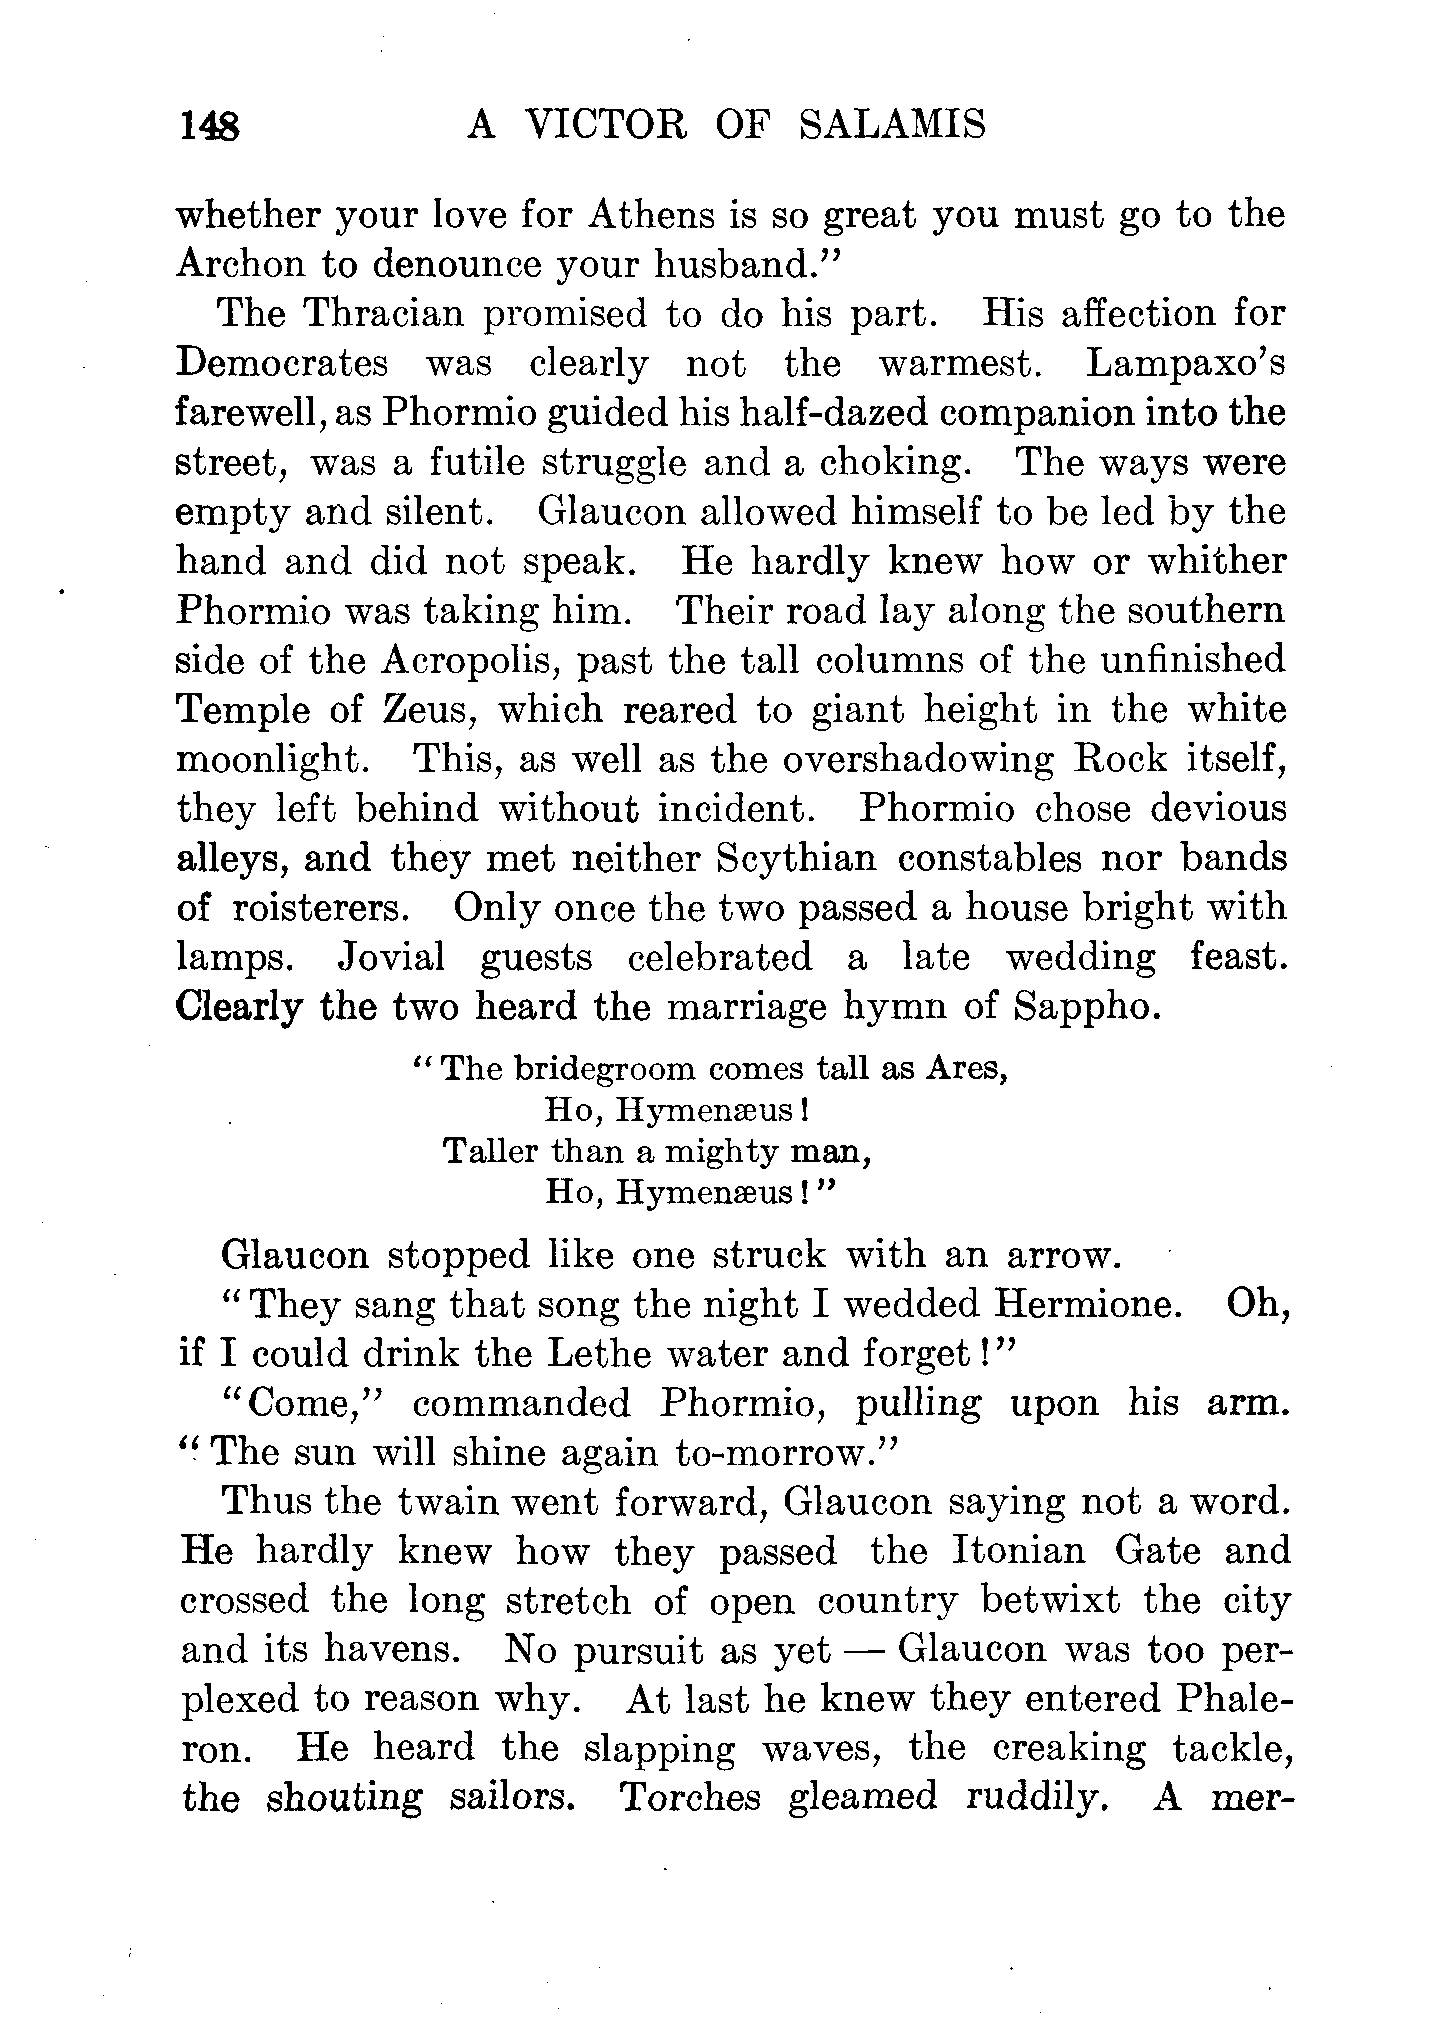 148 A VICTOR OF SALAMIS
whether your love for Athens is so great you must go to the
Archon to denounce your husband."
The Thracian promised to do his part. His affection for
Democrates was clearly not the warmest. Lampaxo's
farewell, as Phormio guided his half-dazed companion into the
street, was a futile struggle and a choking. The ways were
empty and silent. Glaucon allowed himself to be led by the
hand and did not speak. He hardly knew how or whither
Phormio was taking him. Their road lay along the southern
side of the Acropolis, past the tall columns of the unfinished
Temple of Zeus, which reared to giant height in the white
moonlight. This, as well as the overshadowing Rock itself,
they left behind without incident. Phormio chose devious
alleys, and they met neither Scythian constables nor bands
of roisterers. Only once the two passed a house bright with
lamps. Jovial guests celebrated a late wedding feast.
Clearly the two heard the marriage hymn of Sappho.
"The bridegroom comes tall as Ares,
Ho, Hymenæus!
Taller than a mighty man,
Ho, Hymenæus!"
Glaucon stopped like one struck with an arrow.
"They sang that song the night I wedded Hermione. Oh,
if I could drink the Lethe water and forget!"
"Come," commanded Phormio, pulling upon his arm.
"The sun will shine again to-morrow."
Thus the twain went forward, Glaucon saying not a word.
He hardly knew how they passed the Itonian Gate and
crossed the long stretch of open country betwixt the city
and its havens. No pursuit as yet — Glaucon was too per-
plexed to reason why. At last he knew they entered Phale-
ron. He heard the slapping waves, the creaking tackle,
the shouting sailors. Torches gleamed ruddily. A mer-